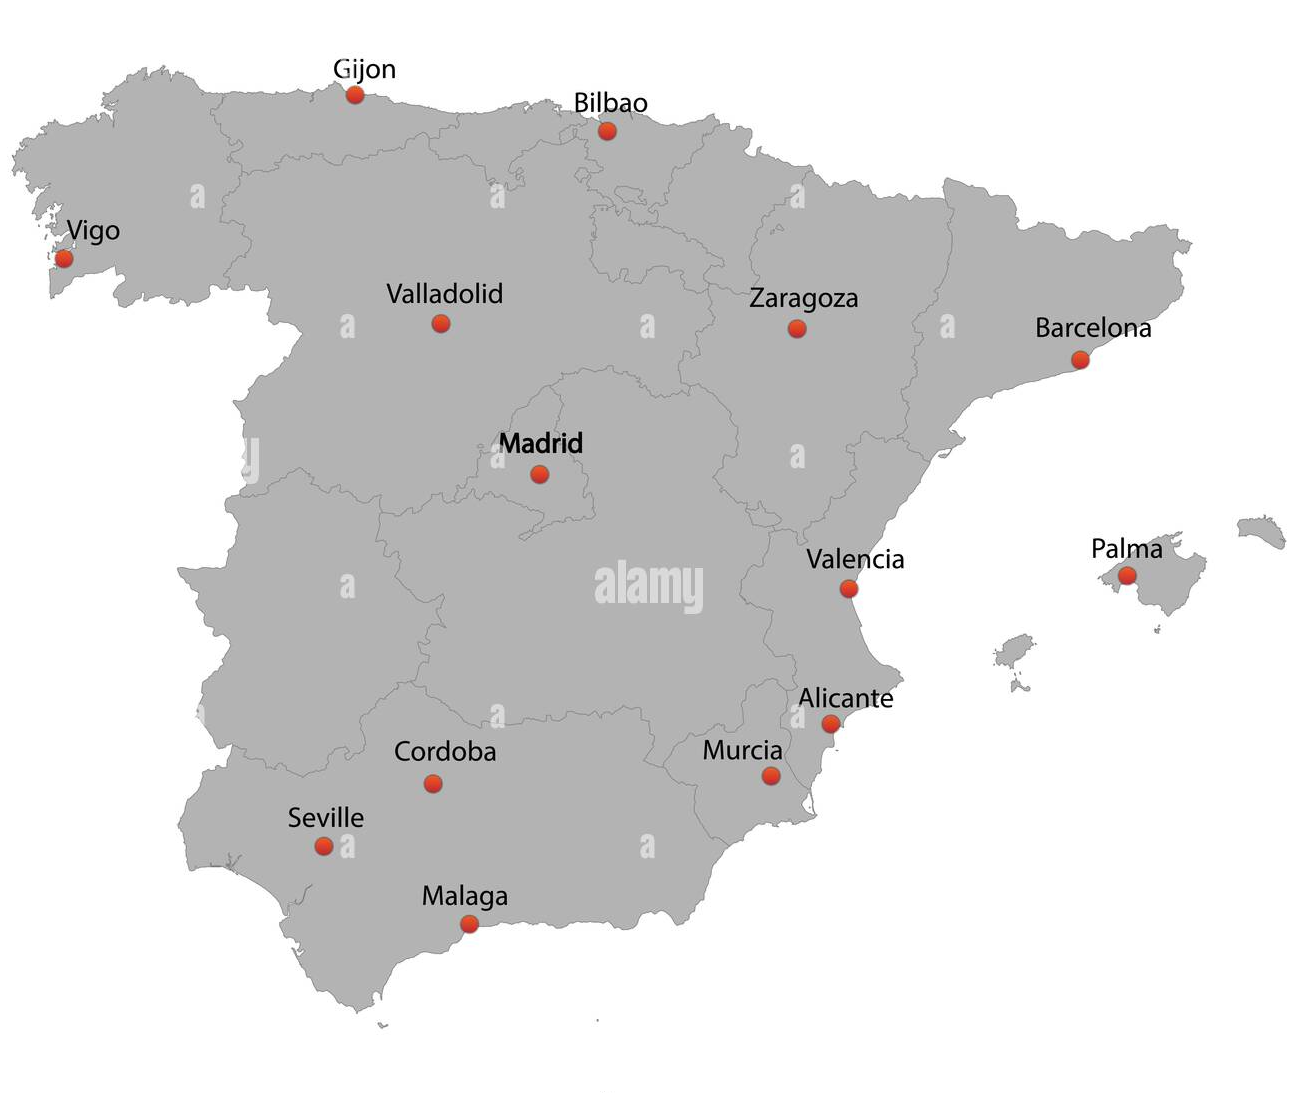 Gijon
Bilbao
a
a
a
Vigo
Valladolid
Zaragoza
a
a
a
Barcelona
Madrid
a
a
y
Valencia
Palma
a
alamy
Alicante
a
a
a
Murcia
Cordoba
Seville
a
a
Malaga